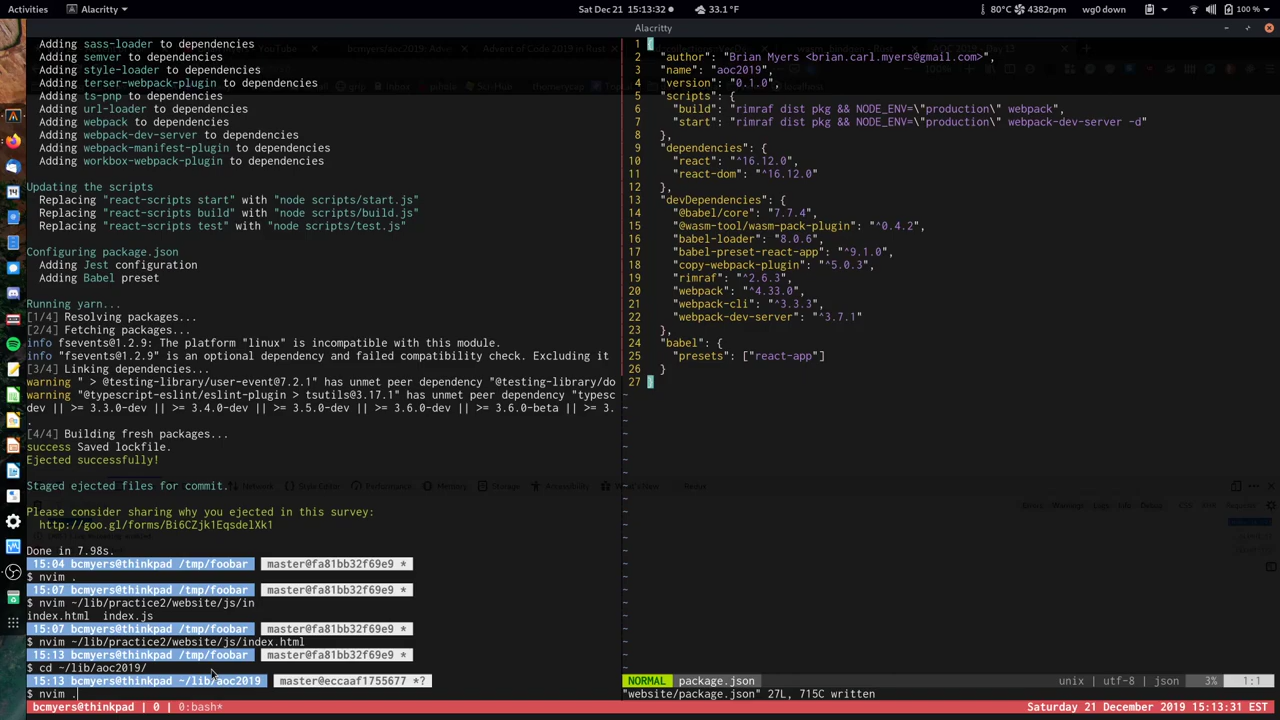 Activities
Alacritty
Sat Dec 21 15:13:32
33.1 °F
80°C
4382rpm
wg0 down
100 %
Alacritty
Adding sass-loader to dependencies
Adding semver to dependencies
Adding style-loader to dependencies
Adding terser-webpack-plugin to dependencies
Adding ts-pnp to dependencies
Adding url-loader to dependencies
Adding webpack to dependencies
Adding webpack-dev-server to dependencies
Adding webpack-manifest-plugin to dependencies
Adding workbox-webpack-plugin to dependencies
Updating the scripts
Replacing "react-scripts start" with "node scripts/start.js"
Replacing "react-scripts build" with "node scripts/build.js"
Replacing "react-scripts test" with "node scripts/test.js"
Configuring package.json
Adding Jest configuration
Adding Babel preset
Running yarn...
[1/4] Resolving packages...
[2/4] Fetching packages...
info fsevents@1.2.9: The platform "linux" is incompatible with this module.
info "fsevents@1.2.9" is an optional dependency and failed compatibility check. Excluding it
[3/4] Linking dependencies...
warning " > @testing-library/user-event@7.2.1" has unmet peer dependency "@testing-library/do
warning "@typescript-eslint/eslint-plugin > tsutils@3.17.1" has unmet peer dependency "typesc
dev || >= 3.3.0-dev || >= 3.4.0-dev || >= 3.5.0-dev || >= 3.6.0-dev || >= 3.6.0-beta || >= 3.
.
[4/4] Building fresh packages...
success Saved lockfile.
Ejected successfully!
Staged ejected files for commit.
Please consider sharing why you ejected in this survey:
http://goo.gl/forms/Bi6CZjk1EqsdelXk1
Done in 7.98s.
15:04 bcmyers@thinkpad /tmp/foobar master@fa81bb32f69e9 *
$ nvim .
15:07 bcmyers@thinkpad /tmp/foobar master@fa81bb32f69e9 *
$ nvim ~/lib/practice2/website/js/in
index.html index.js
15:07 bcmyers@thinkpad /tmp/foobar master@fa81bb32f69e9 *
$ nvim ~/lib/practice2/website/js/index.html
15:13 bcmyers@thinkpad /tmp/foobar master@fa81bb32f69e9 *
$ cd ~/lib/aoc2019/
15:13 bcmyers@thinkpad ~/lib/aoc2019 master@eccaaf1755677 *?
$ nvim .
1 {
2 "author": "Brian Myers <brian.carl.myers@gmail.com>",
3 "name": "aoc2019",
4 "version": "0.1.0",
5 "scripts": {
6 "build": "rimraf dist pkg && NODE_ENV=\"production\" webpack",
7 "start": "rimraf dist pkg && NODE_ENV=\"production\" webpack-dev-server -d"
8 },
9 "dependencies": {
10 "react": "^16.12.0",
11 "react-dom": "^16.12.0"
12 },
13 "devDependencies": {
14 "@babel/core": "7.7.4",
15 "@wasm-tool/wasm-pack-plugin": "^0.4.2",
16 "babel-loader": "8.0.6",
17 "babel-preset-react-app": "^9.1.0",
18 "copy-webpack-plugin": "^5.0.3",
19 "rimraf": "^2.6.3",
20 "webpack": "^4.33.0",
21 "webpack-cli": "^3.3.3",
22 "webpack-dev-server": "^3.7.1"
23 },
24 "babel": {
25 "presets": ["react-app"]
26 }
27 }
NORMAL package.json unix | utf-8 | json 3% 1:1
"website/package.json" 27L, 715C written
bcmyers@thinkpad | 0 | 0:bash*
Saturday 21 December 2019 15:13:31 EST